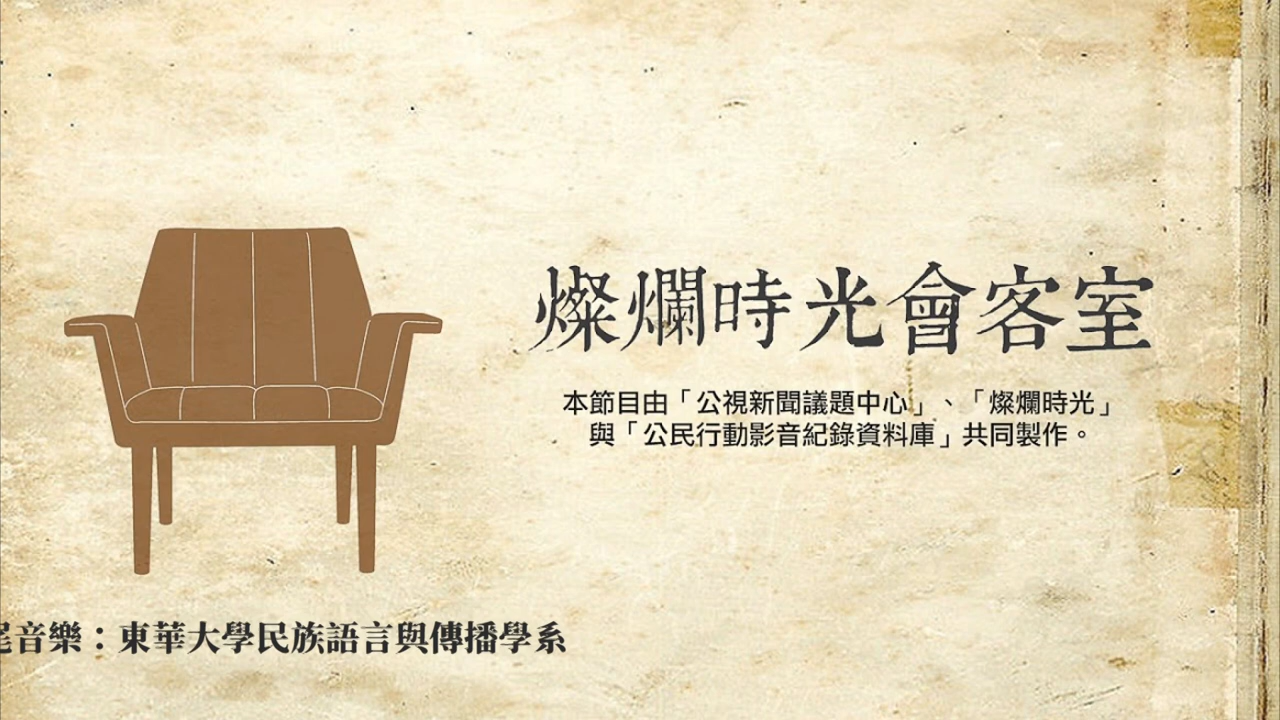 燦爛時光會客室
本節目由「公視新聞議題中心」、「燦爛時光」
與「公民行動影音紀錄資料庫」共同製作。
尾音樂：東華大學民族語言與傳播學系